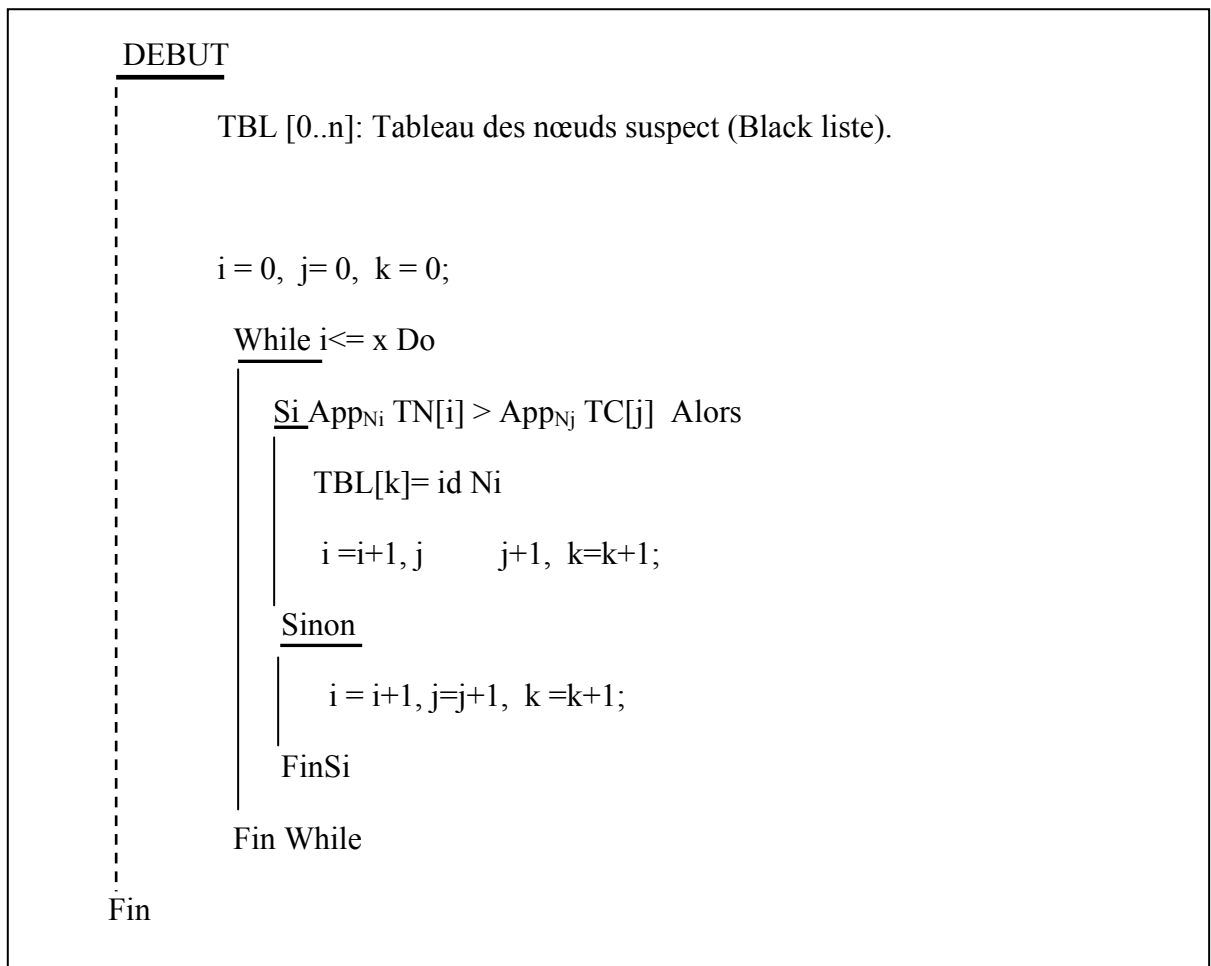 DEBUT
TBL [0..n]: Tableau des nœuds suspect (Black liste).
i = 0, j= 0, k = 0;
While i<= x Do
Si AppNi TN[i] > AppNj TC[j] Alors
TBL[k]= id Ni
i =i+1, j j+1, k=k+1;
Sinon
i = i+1, j=j+1, k =k+1;
FinSi
Fin While
Fin